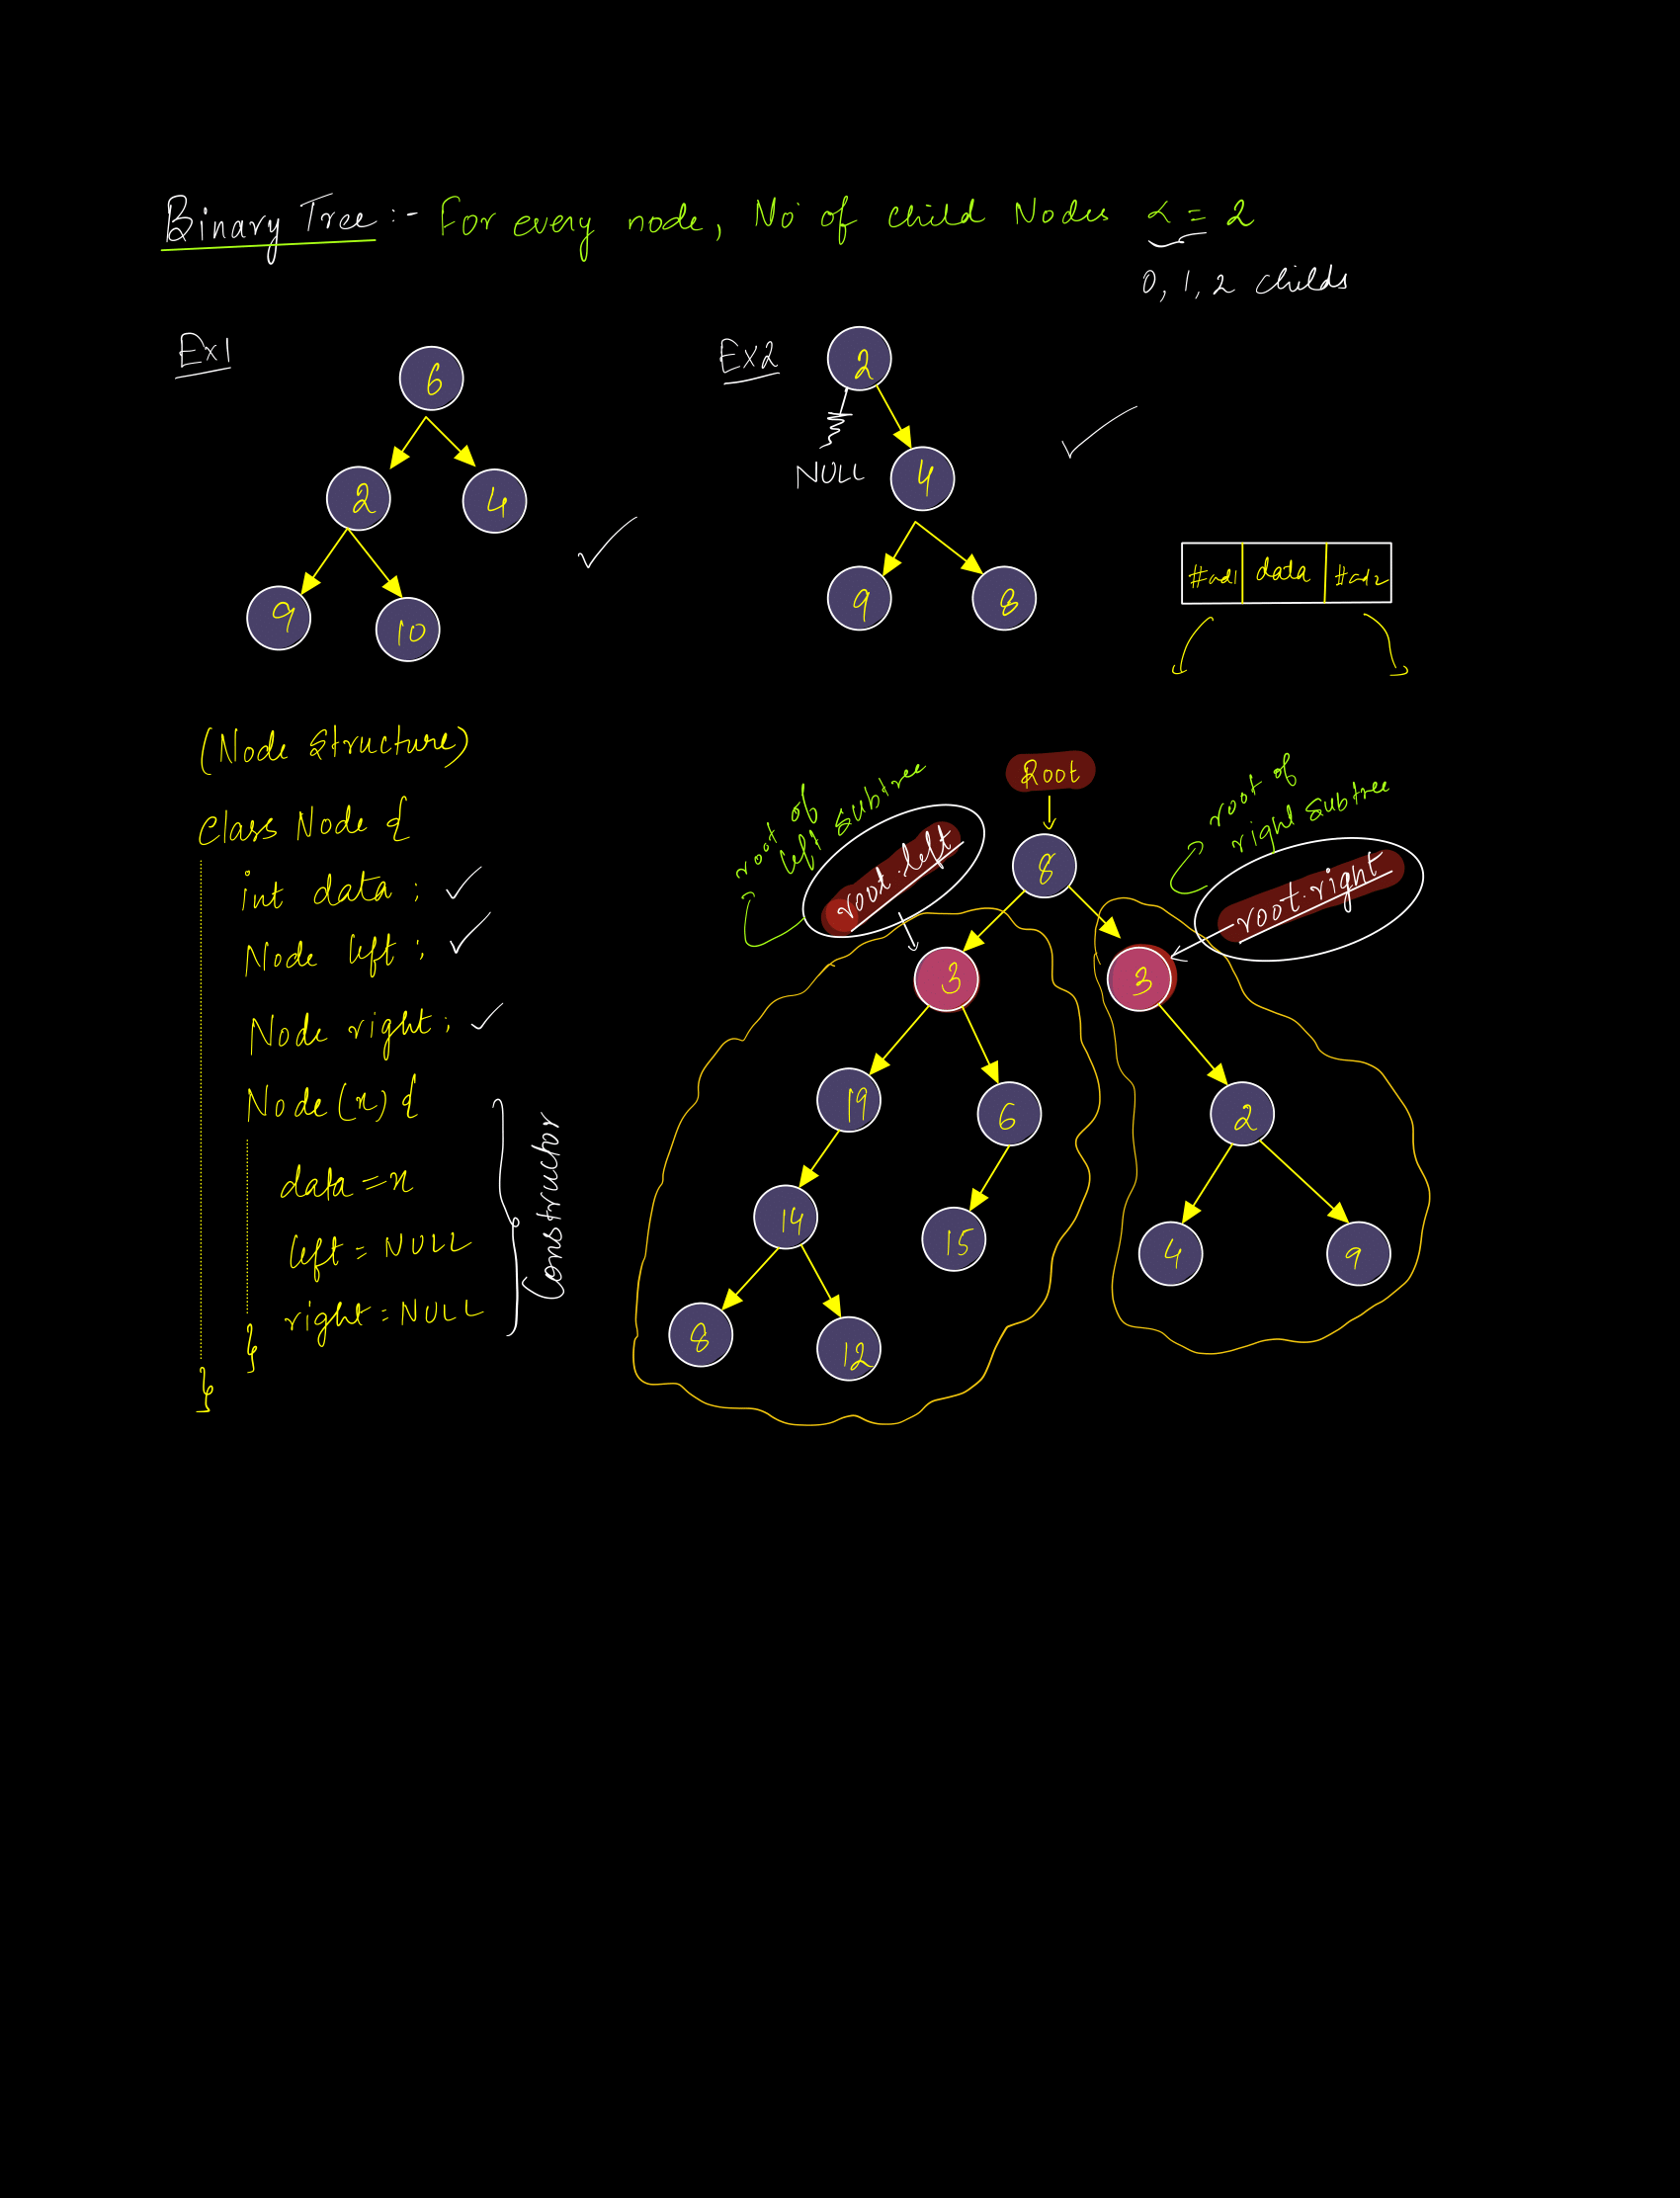 Binary Tree :- For every node, No of child Nodes <= 2
0, 1, 2 childs
Ex1
6
2 4
9 10
Ex2
2
NULL 4
9 8
#ad1 data #ad2
(Node Structure)
Class Node {
int data ;
Node left ;
Node right ;
Node (x) {
data = x
left = NULL
right = NULL
}
}
Constructor
Root
root of
left subtree
root.left
root of
right subtree
root.right
8
3 3
19 6 2
14 15 4 9
8 12